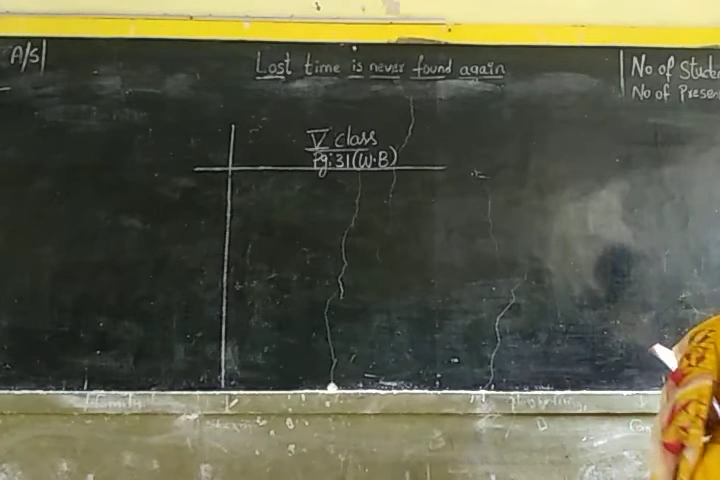 A/S
Lost time is never found again
No of Stude
No of Presen
V class
Pg:31(W.B)